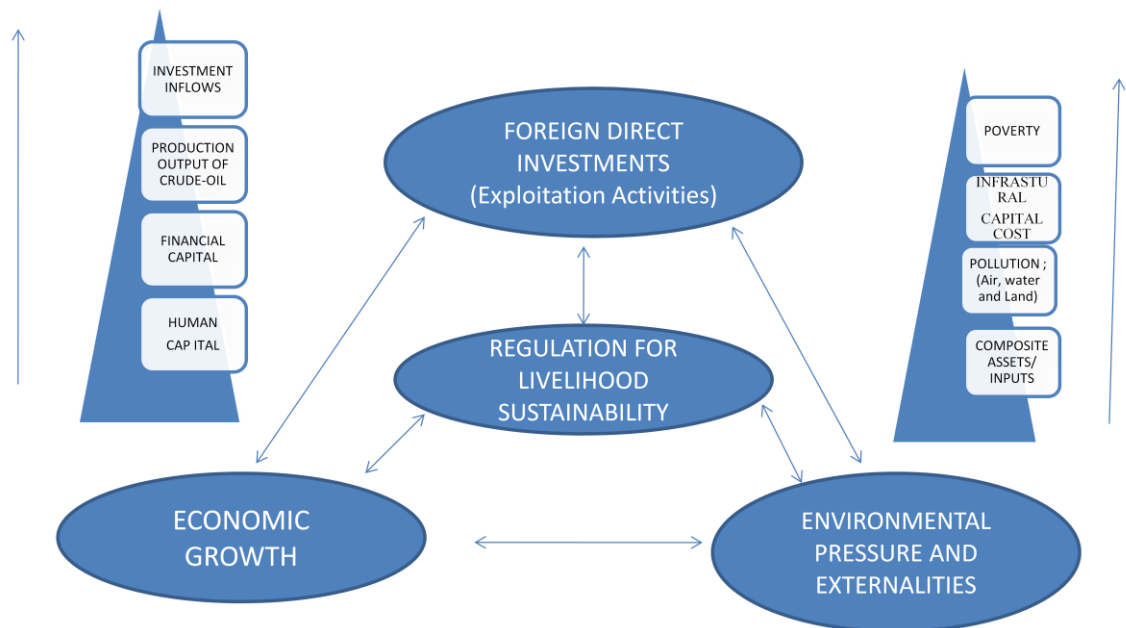 INVESTMENT
INFLOWS
PRODUCTION
OUTPUT OF
CRUDE-OIL
FINANCIAL
CAPITAL
HUMAN
CAP ITAL
FOREIGN DIRECT
INVESTMENTS
(Exploitation Activities)
REGULATION FOR
LIVELIHOOD
SUSTAINABILITY
ECONOMIC
GROWTH
ENVIRONMENTAL
PRESSURE AND
EXTERNALITIES
POVERTY
INFRASTU
RAL
CAPITAL
COST
POLLUTION ;
(Air, water
and Land)
COMPOSITE
ASSETS/
INPUTS